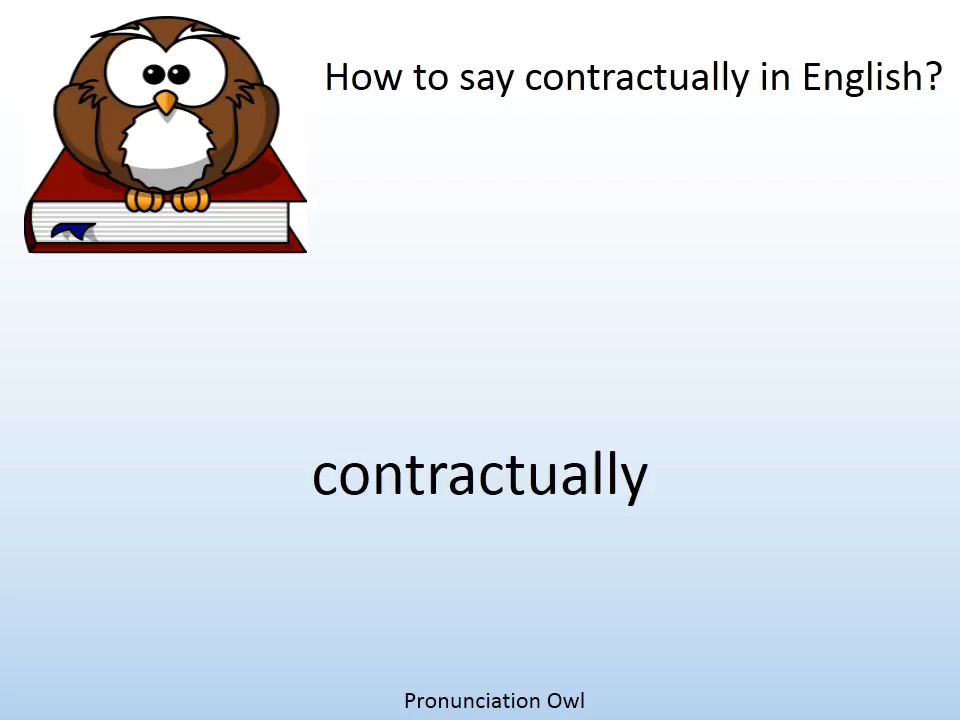 How to say contractually in English?
contractually
Pronunciation Owl